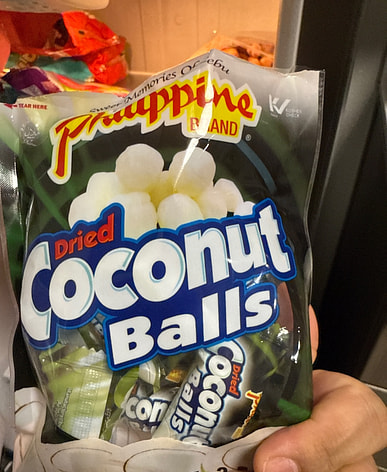 TEAR HERE
Sweet Memories Of Cebu
Philippine
BRAND
®
Dried
Coconut
Balls
Dried
Coconut
Balls